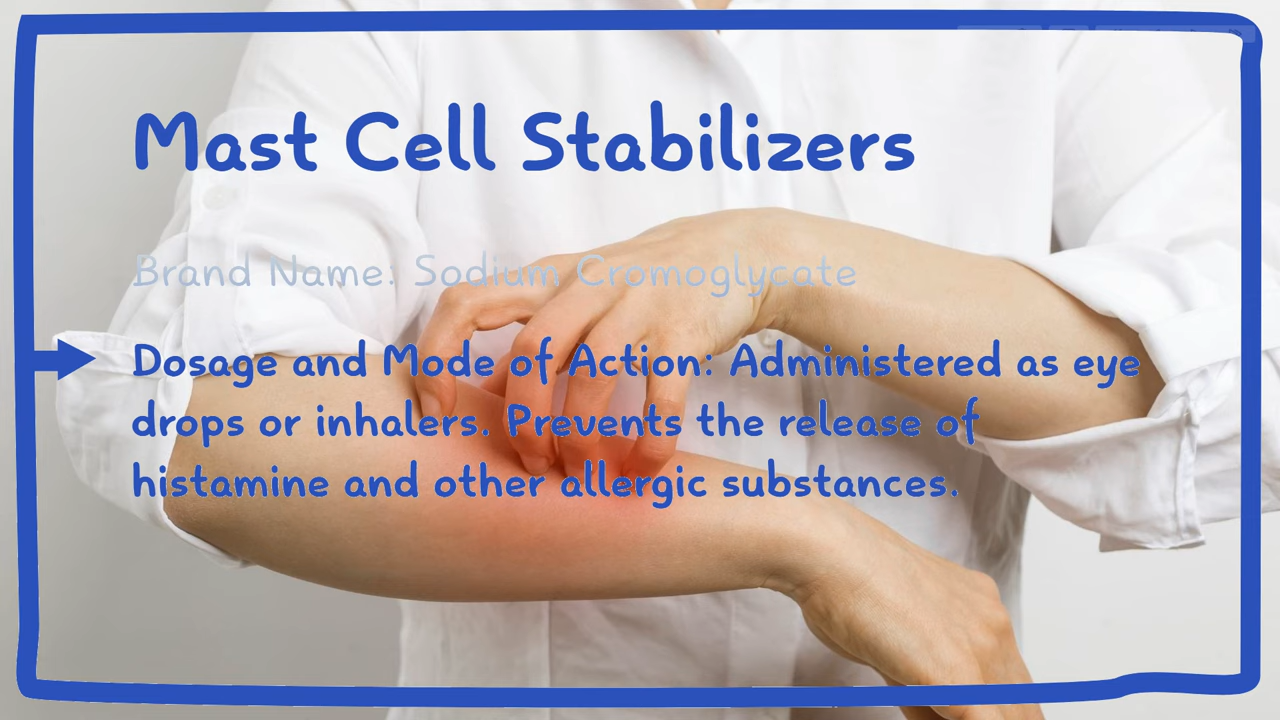 Mast Cell Stabilizers
Brand Name: Sodium Cromoglycate
Dosage and Mode of Action: Administered as eye
drops or inhalers. Prevents the release of
histamine and other allergic substances.